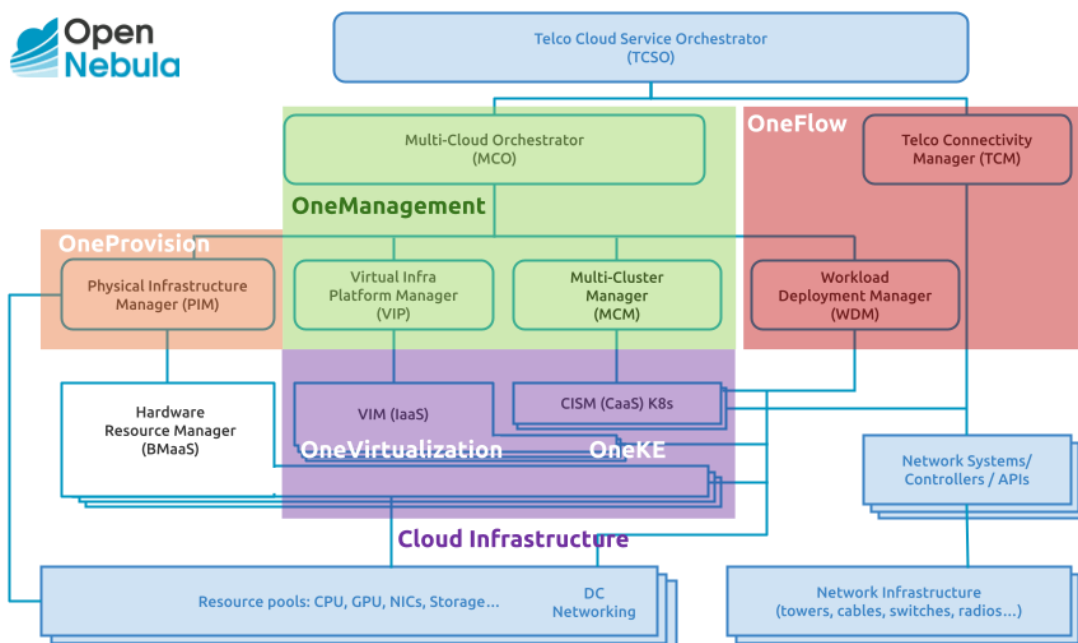 Open
Nebula
Telco Cloud Service Orchestrator
(TCSO)
OneFlow
Multi-Cloud Orchestrator
(MCO)
Telco Connectivity
Manager (TCM)
OneManagement
OneProvision
Physical Infrastructure
Manager (PIM)
Virtual Infra
Platform Manager
(VIP)
Multi-Cluster
Manager
(MCM)
Workload
Deployment Manager
(WDM)
Hardware
Resource Manager
(BMaaS)
VIM (IaaS)
CISM (CaaS) K8s
OneVirtualization
OneKE
Network Systems/
Controllers / APIs
Cloud Infrastructure
Resource pools: CPU, GPU, NICs, Storage...
DC
Networking
Network Infrastructure
(towers, cables, switches, radios...)